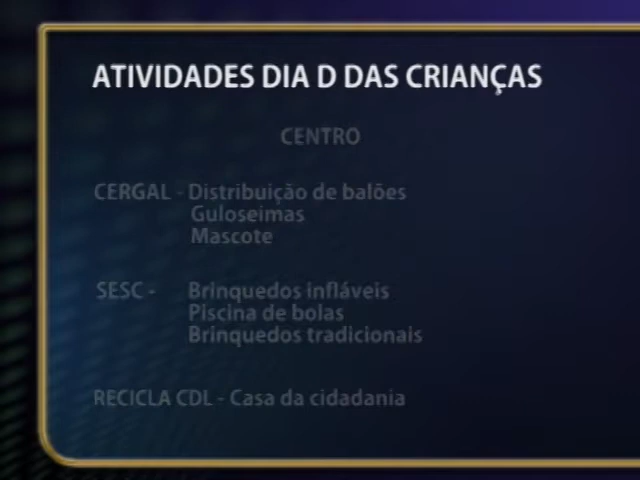 ATIVIDADES DIA D DAS CRIANÇAS
CENTRO
CERGAL - Distribuição de balões
Guloseimas
Mascote
SESC - Brinquedos infláveis
Piscina de bolas
Brinquedos tradicionais
RECICLA CDL - Casa da cidadania